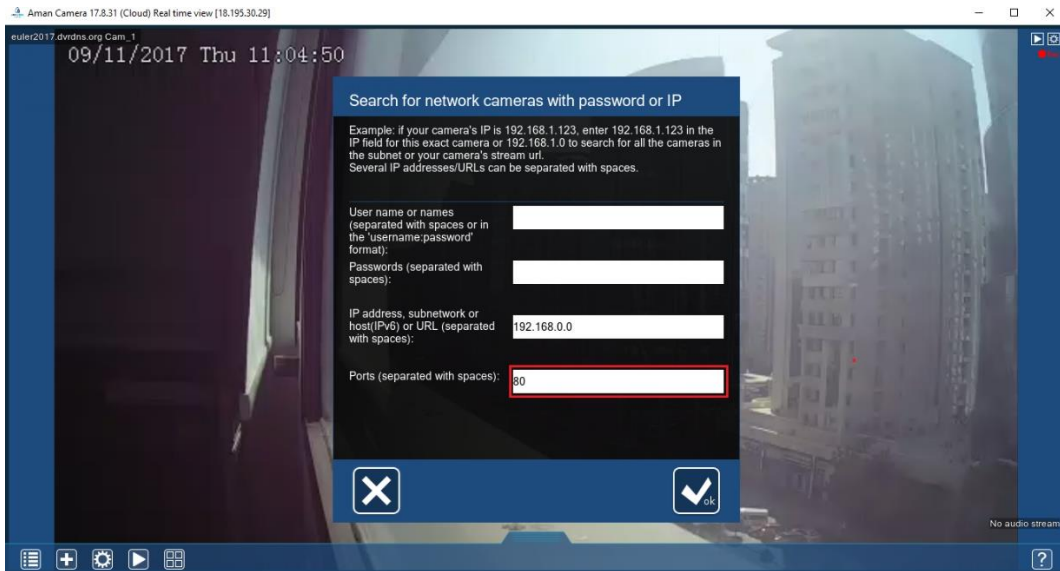 Aman Camera 17.8.31 (Cloud) Real time view [18.195.30.29]
euler2017.dvrdns.org Cam_1
09/11/2017 Thu 11:04:50
Search for network cameras with password or IP
Example: if your camera's IP is 192.168.1.123, enter 192.168.1.123 in the
IP field for this exact camera or 192.168.1.0 to search for all the cameras in
the subnet or your camera's stream url.
Several IP addresses/URLs can be separated with spaces.
User name or names
(separated with spaces or in
the 'username:password'
format):
Passwords (separated with
spaces):
IP address, subnetwork or
host(IPv6) or URL (separated
with spaces):
192.168.0.0
Ports (separated with spaces):
80
ok
No audio stream
?